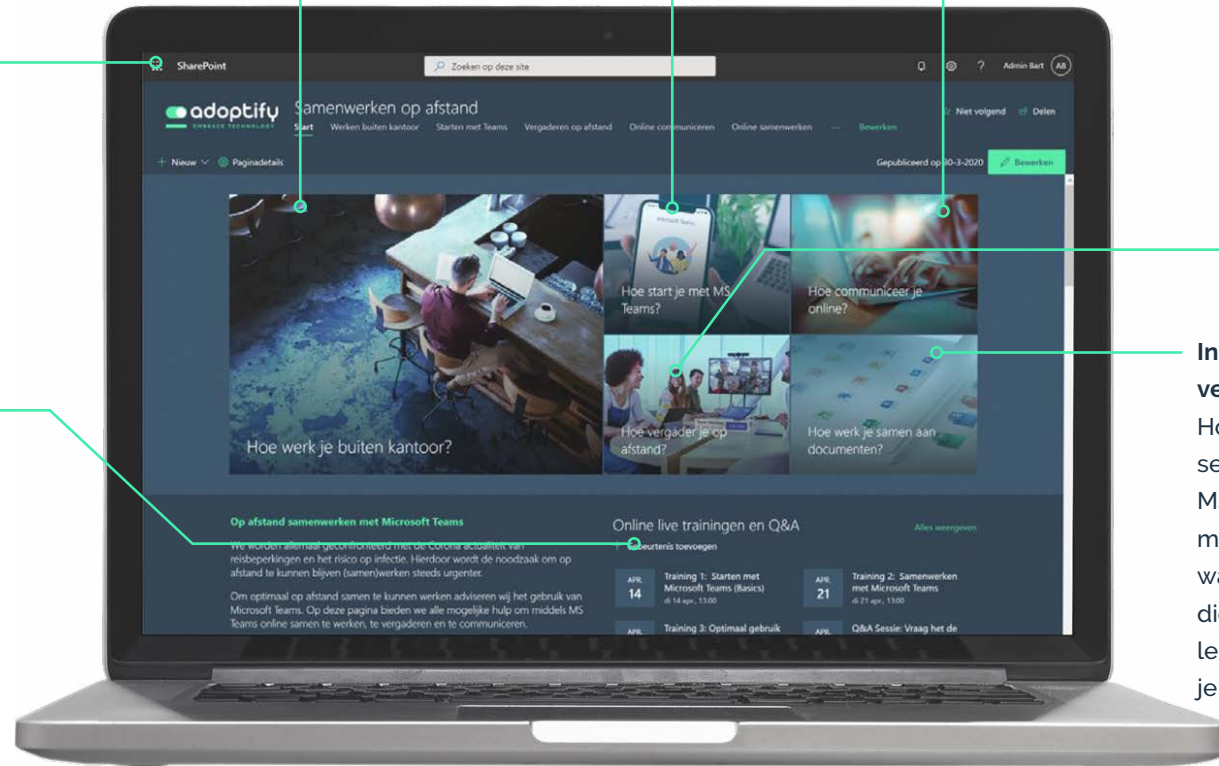 SharePoint
Zoeken op deze site
Admin Bart
AB
adoptify
EMBRACE TECHNOLOGY
Samenwerken op afstand
Niet volgend
Delen
Start Werken buiten kantoor Starten met Teams Vergaderen op afstand Online communiceren Online samenwerken ··· Bewerken
+ Nieuw Paginadetails
Gepubliceerd op 30-3-2020
Bewerken
Microsoft Teams
Hoe start je met MS
Teams?
Hoe communiceer je
online?
Hoe werk je buiten kantoor?
Hoe vergader je op
afstand?
Hoe werk je samen aan
documenten?
Op afstand samenwerken met Microsoft Teams
We worden allemaal geconfronteerd met de Corona actualiteit van
reisbeperkingen en het risico op infectie. Hierdoor wordt de noodzaak om op
afstand te kunnen blijven (samen)werken steeds urgenter.
Om optimaal op afstand samen te kunnen werken adviseren wij het gebruik van
Microsoft Teams. Op deze pagina bieden we alle mogelijke hulp om middels MS
Teams online samen te werken, te vergaderen en te communiceren.
Online live trainingen en Q&A
Alles weergeven
+ Gebeurtenis toevoegen
APR.
14
Training 1: Starten met
Microsoft Teams (Basics)
di 14 apr., 13:00
APR.
21
Training 2: Samenwerken
met Microsoft Teams
di 21 apr., 13:00
APR.
Training 3: Optimaal gebruik
APR.
Q&A Sessie: Vraag het de
In
ve
Ho
se
M
m
wa
di
le
je